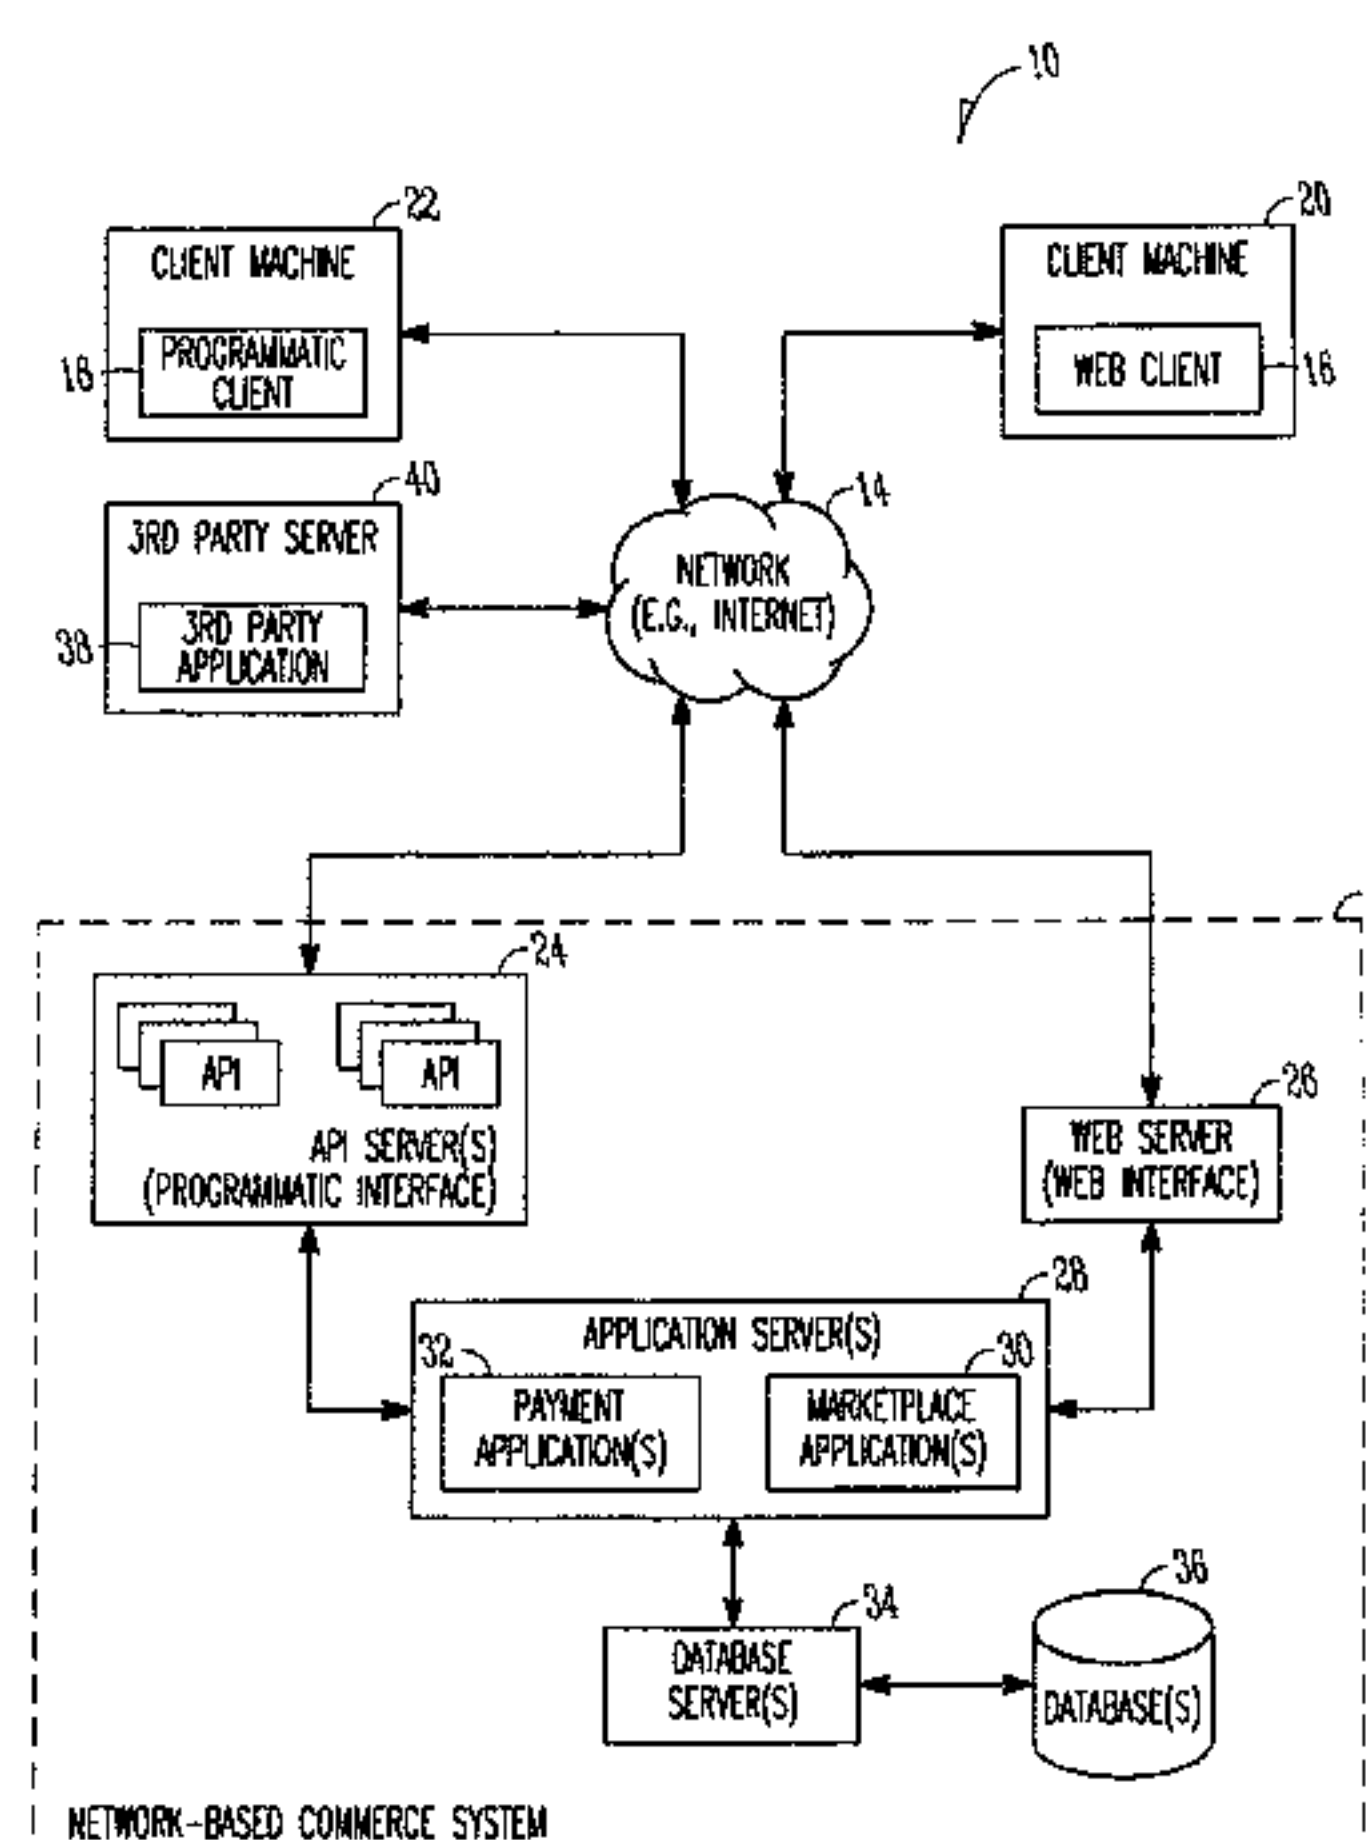 10
22
20
CLIENT MACHINE
CLIENT MACHINE
18
PROGRAMMATIC
CLIENT
WEB CLIENT
16
40
14
3RD PARTY SERVER
NETWORK
(E.G., INTERNET)
38
3RD PARTY
APPLICATION
24
API
API
26
API SERVER(S)
(PROGRAMMATIC INTERFACE)
WEB SERVER
(WEB INTERFACE)
28
APPLICATION SERVER(S)
32
30
PAYMENT
APPLICATION(S)
MARKETPLACE
APPLICATION(S)
36
34
DATABASE
SERVER(S)
DATABASE(S)
NETWORK-BASED COMMERCE SYSTEM